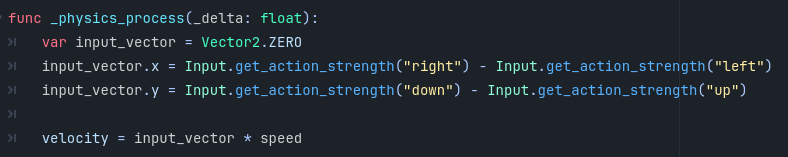 func _physics_process(_delta: float):
var input_vector = Vector2.ZERO
input_vector.x = Input.get_action_strength("right") - Input.get_action_strength("left")
input_vector.y = Input.get_action_strength("down") - Input.get_action_strength("up")
velocity = input_vector * speed